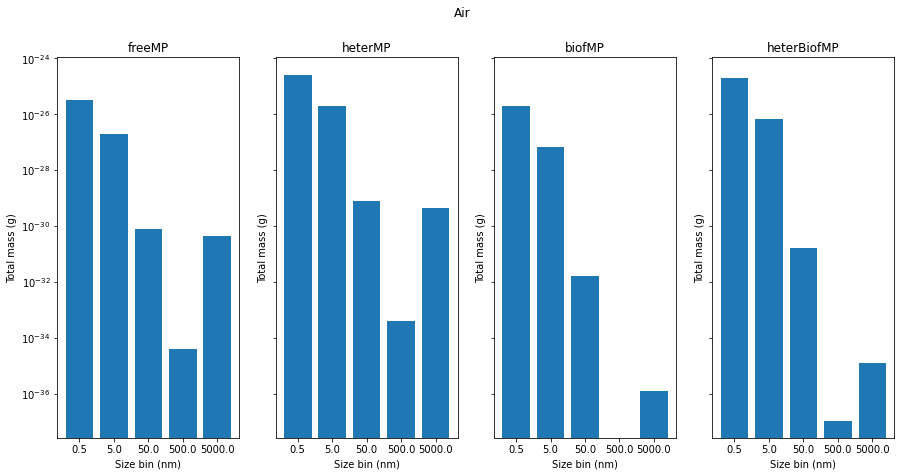 Air
freeMP
heterMP
biofMP
heterBiofMP
Total mass (g)
10⁻²⁴
10⁻²⁶
10⁻²⁸
10⁻³⁰
10⁻³²
10⁻³⁴
10⁻³⁶
0.5 5.0 50.0 500.0 5000.0
Size bin (nm)
Total mass (g)
0.5 5.0 50.0 500.0 5000.0
Size bin (nm)
Total mass (g)
0.5 5.0 50.0 500.0 5000.0
Size bin (nm)
Total mass (g)
0.5 5.0 50.0 500.0 5000.0
Size bin (nm)